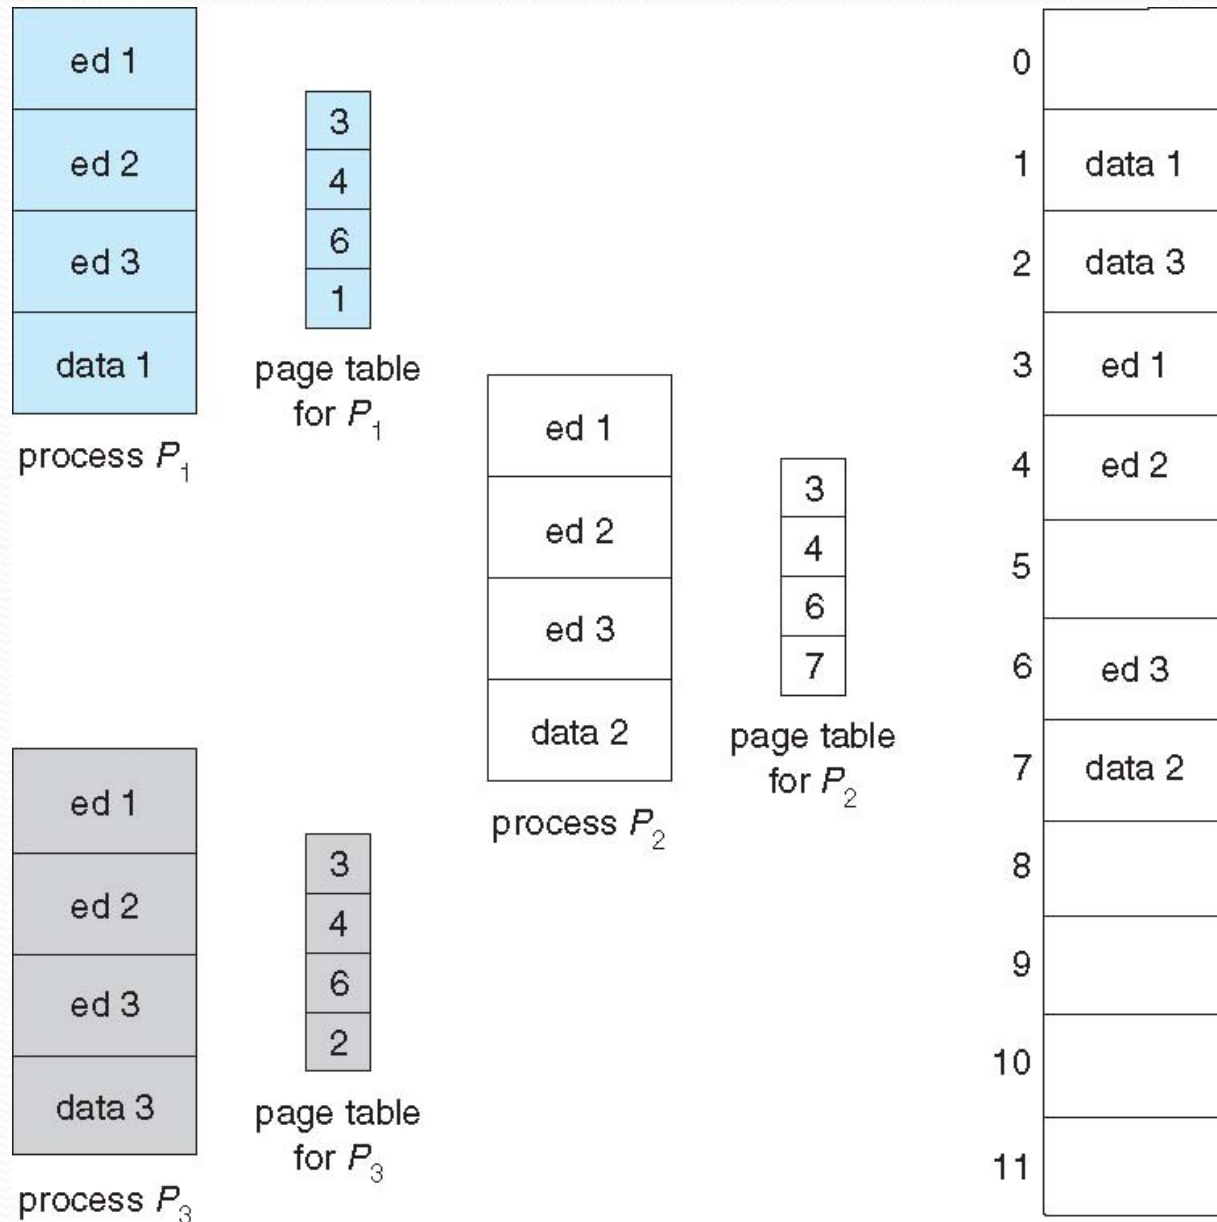 ed 1
ed 2
ed 3
data 1
process P1
3
4
6
1
page table
for P1
ed 1
ed 2
ed 3
data 2
process P2
3
4
6
7
page table
for P2
ed 1
ed 2
ed 3
data 3
process P3
3
4
6
2
page table
for P3
0
1 data 1
2 data 3
3 ed 1
4 ed 2
5
6 ed 3
7 data 2
8
9
10
11